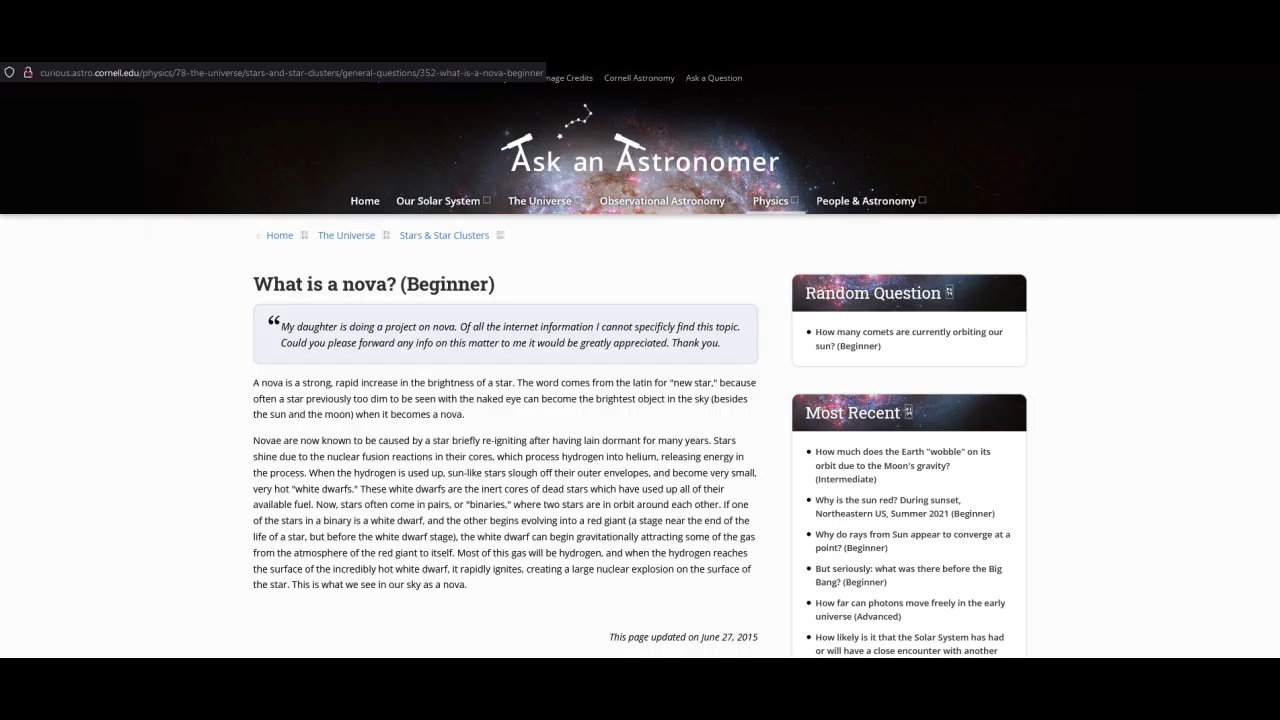 curious.astro.cornell.edu/physics/78-the-universe/stars-and-star-clusters/general-questions/352-what-is-a-nova-beginner
mage Credits Cornell Astronomy Ask a Question
Ask an Astronomer
Home Our Solar System The Universe Observational Astronomy Physics People & Astronomy
Home The Universe Stars & Star Clusters
What is a nova? (Beginner)
“My daughter is doing a project on nova. Of all the internet information I cannot specificly find this topic.
Could you please forward any info on this matter to me it would be greatly appreciated. Thank you.
A nova is a strong, rapid increase in the brightness of a star. The word comes from the latin for "new star," because
often a star previously too dim to be seen with the naked eye can become the brightest object in the sky (besides
the sun and the moon) when it becomes a nova.
Novae are now known to be caused by a star briefly re-igniting after having lain dormant for many years. Stars
shine due to the nuclear fusion reactions in their cores, which process hydrogen into helium, releasing energy in
the process. When the hydrogen is used up, sun-like stars slough off their outer envelopes, and become very small,
very hot "white dwarfs." These white dwarfs are the inert cores of dead stars which have used up all of their
available fuel. Now, stars often come in pairs, or "binaries," where two stars are in orbit around each other. If one
of the stars in a binary is a white dwarf, and the other begins evolving into a red giant (a stage near the end of the
life of a star, but before the white dwarf stage), the white dwarf can begin gravitationally attracting some of the gas
from the atmosphere of the red giant to itself. Most of this gas will be hydrogen, and when the hydrogen reaches
the surface of the incredibly hot white dwarf, it rapidly ignites, creating a large nuclear explosion on the surface of
the star. This is what we see in our sky as a nova.
This page updated on June 27, 2015
Random Question
How many comets are currently orbiting our
sun? (Beginner)
Most Recent
How much does the Earth "wobble" on its
orbit due to the Moon's gravity?
(Intermediate)
Why is the sun red? During sunset,
Northeastern US, Summer 2021 (Beginner)
Why do rays from Sun appear to converge at a
point? (Beginner)
But seriously: what was there before the Big
Bang? (Beginner)
How far can photons move freely in the early
universe (Advanced)
How likely is it that the Solar System has had
or will have a close encounter with another